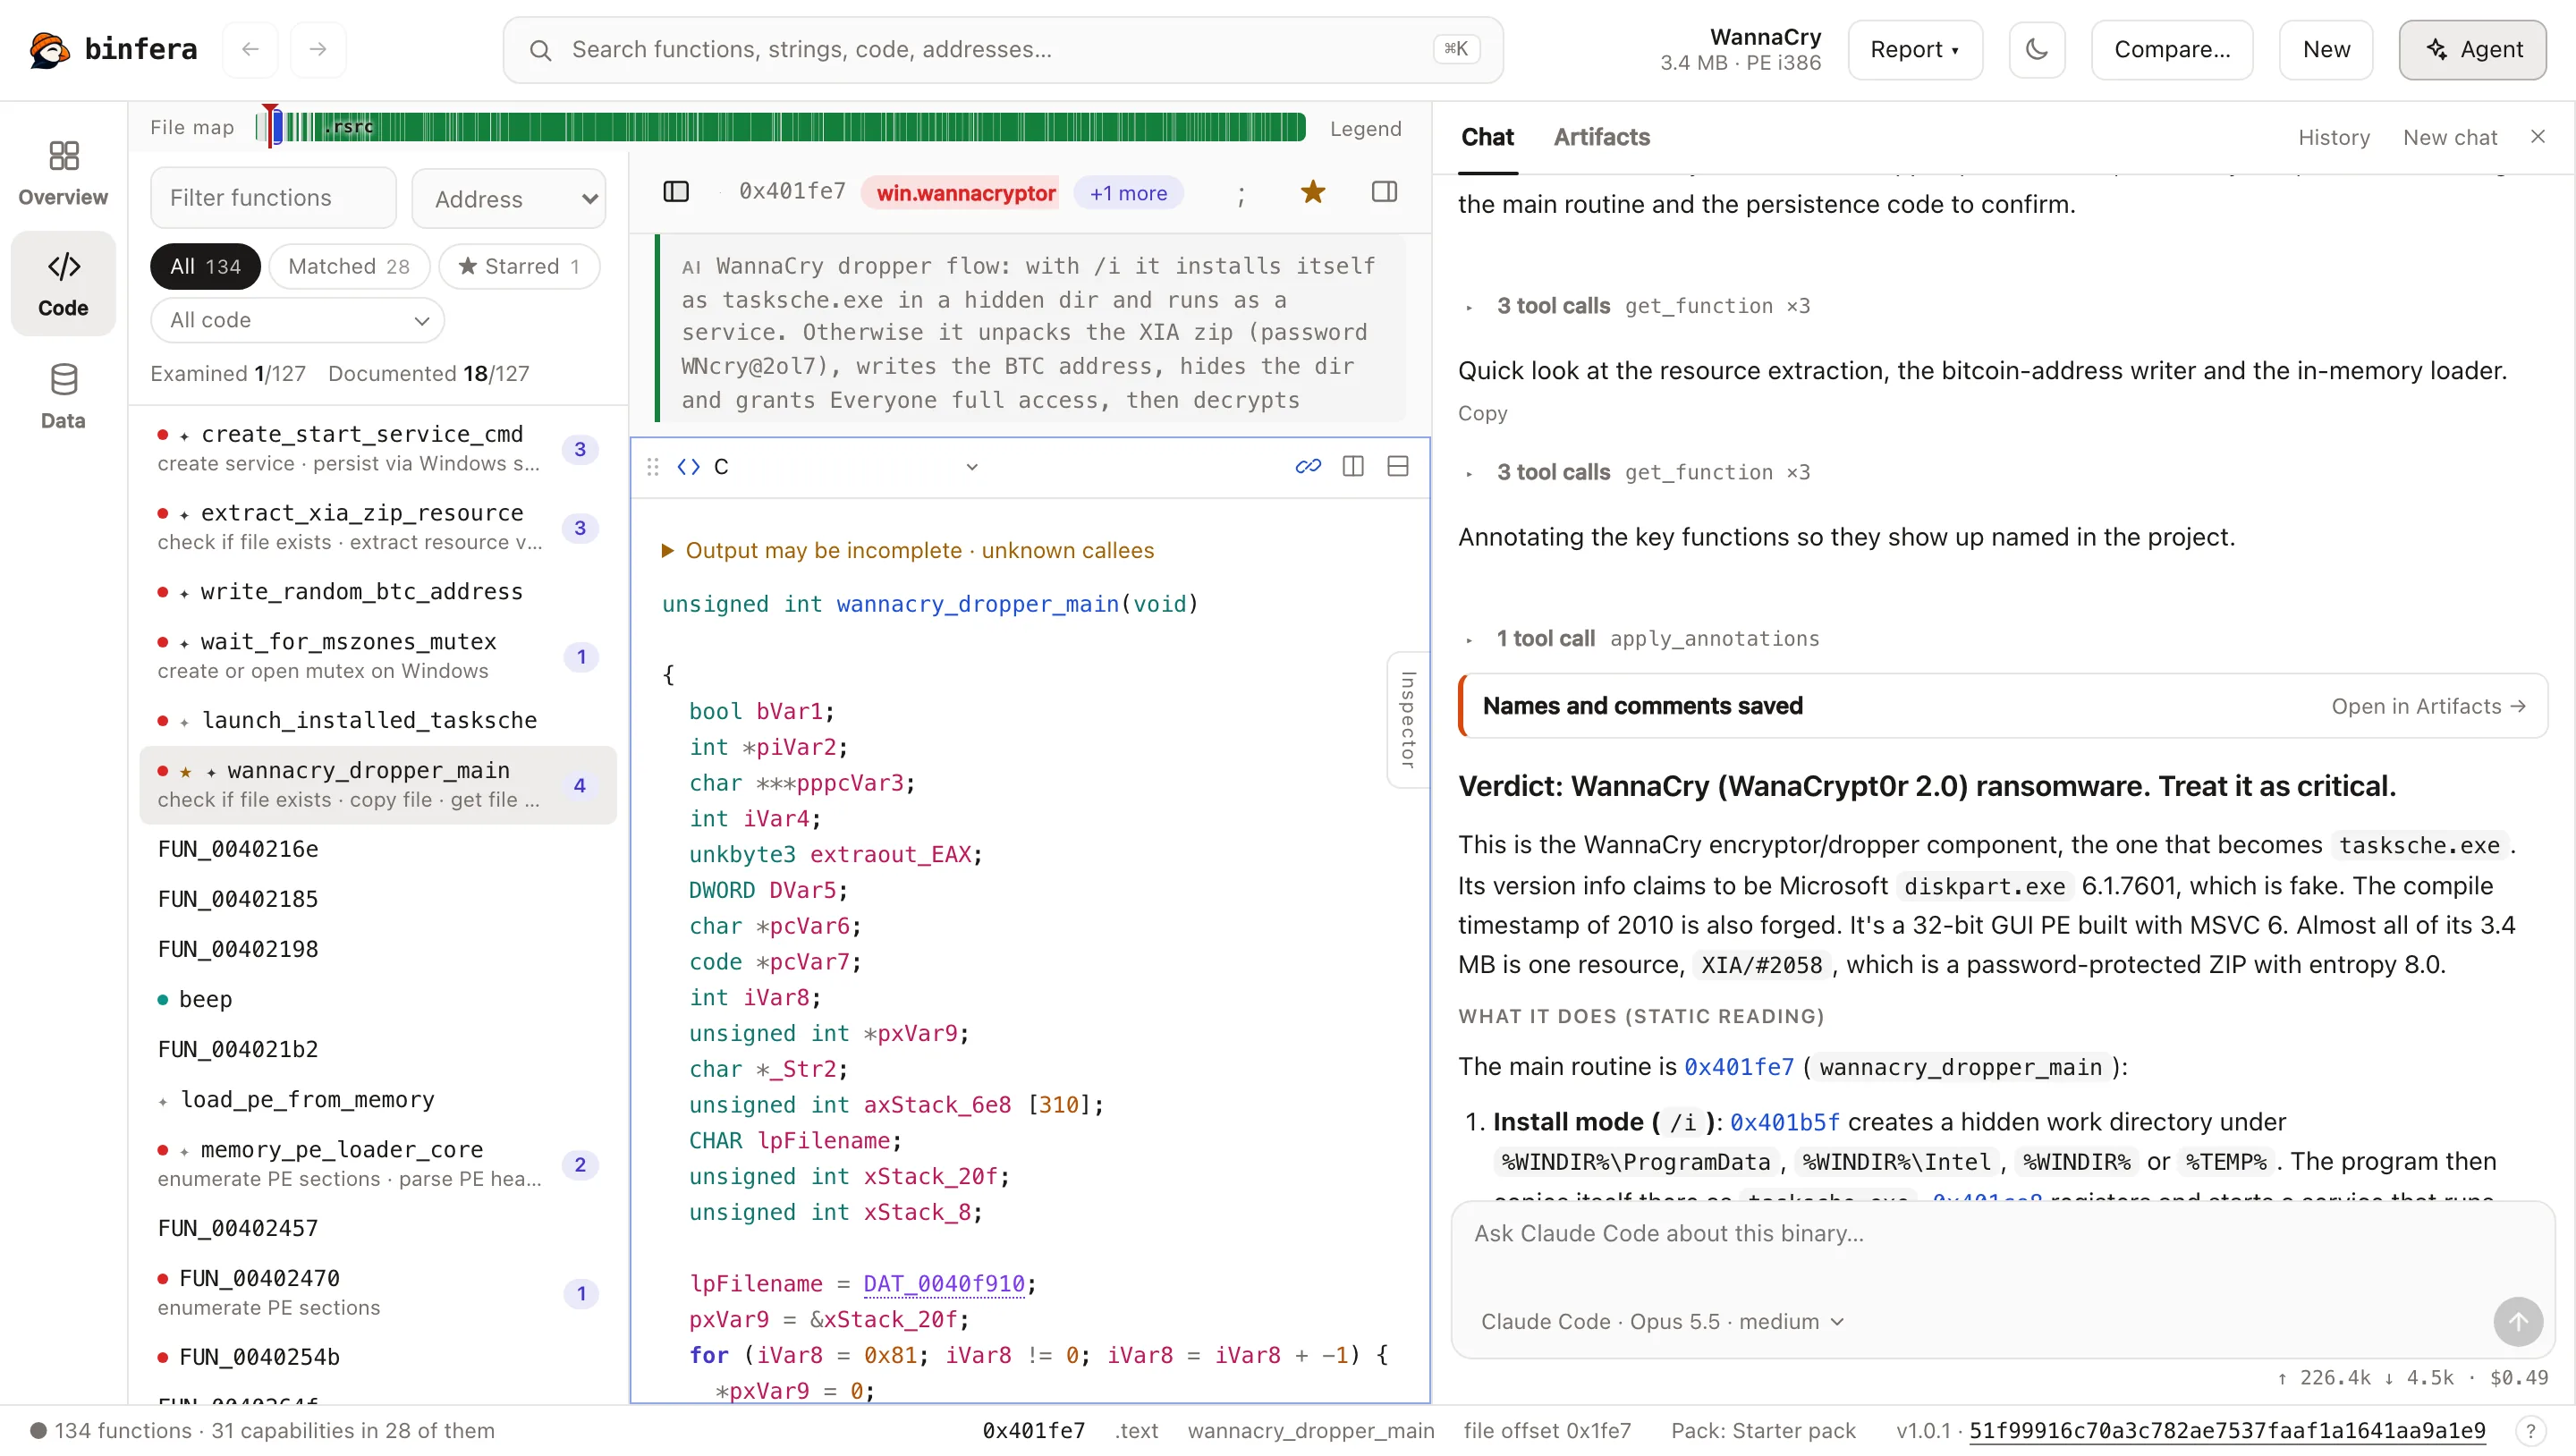 binfera
←
→
Search functions, strings, code, addresses...
⌘K
WannaCry
3.4 MB · PE i386
Report ▾
Compare...
New
Agent
Overview
Code
Data
File map
.rsrc
Legend
Filter functions
Address
All 134
Matched 28
★ Starred 1
All code
Examined 1/127 Documented 18/127
create_start_service_cmd
3
create service · persist via Windows s...
extract_xia_zip_resource
3
check if file exists · extract resource v...
write_random_btc_address
wait_for_mszones_mutex
1
create or open mutex on Windows
launch_installed_tasksche
wannacry_dropper_main
4
check if file exists · copy file · get file ...
FUN_0040216e
FUN_00402185
FUN_00402198
beep
FUN_004021b2
load_pe_from_memory
memory_pe_loader_core
2
enumerate PE sections · parse PE hea...
FUN_00402457
FUN_00402470
1
enumerate PE sections
FUN_0040254b
0x401fe7
win.wannacryptor
+1 more
;
AI WannaCry dropper flow: with /i it installs itself
as tasksche.exe in a hidden dir and runs as a
service. Otherwise it unpacks the XIA zip (password
WNcry@2ol7), writes the BTC address, hides the dir
and grants Everyone full access, then decrypts
<> C
Output may be incomplete · unknown callees
unsigned int wannacry_dropper_main(void)
{
bool bVar1;
int *piVar2;
char ***pppcVar3;
int iVar4;
unkbyte3 extraout_EAX;
DWORD DVar5;
char *pcVar6;
code *pcVar7;
int iVar8;
unsigned int *pxVar9;
char *_Str2;
unsigned int axStack_6e8 [310];
CHAR lpFilename;
unsigned int xStack_20f;
unsigned int xStack_8;
lpFilename = DAT_0040f910;
pxVar9 = &xStack_20f;
for (iVar8 = 0x81; iVar8 != 0; iVar8 = iVar8 + -1) {
*pxVar9 = 0;
Inspector
Chat
Artifacts
History
New chat
×
the main routine and the persistence code to confirm.
3 tool calls get_function ×3
Quick look at the resource extraction, the bitcoin-address writer and the in-memory loader.
Copy
3 tool calls get_function ×3
Annotating the key functions so they show up named in the project.
1 tool call apply_annotations
Names and comments saved
Open in Artifacts →
Verdict: WannaCry (WanaCrypt0r 2.0) ransomware. Treat it as critical.
This is the WannaCry encryptor/dropper component, the one that becomes tasksche.exe.
Its version info claims to be Microsoft diskpart.exe 6.1.7601, which is fake. The compile
timestamp of 2010 is also forged. It's a 32-bit GUI PE built with MSVC 6. Almost all of its 3.4
MB is one resource, XIA/#2058, which is a password-protected ZIP with entropy 8.0.
WHAT IT DOES (STATIC READING)
The main routine is 0x401fe7 (wannacry_dropper_main):
1. Install mode (/i): 0x401b5f creates a hidden work directory under
%WINDIR%\ProgramData, %WINDIR%\Intel, %WINDIR% or %TEMP%. The program then
Ask Claude Code about this binary...
Claude Code · Opus 5.5 · medium
↑ 226.4k ↓ 4.5k · $0.49
134 functions · 31 capabilities in 28 of them
0x401fe7
.text
wannacry_dropper_main
file offset 0x1fe7
Pack: Starter pack
v1.0.1 · 51f99916c70a3c782ae7537faaf1a1641aa9a1e9
?